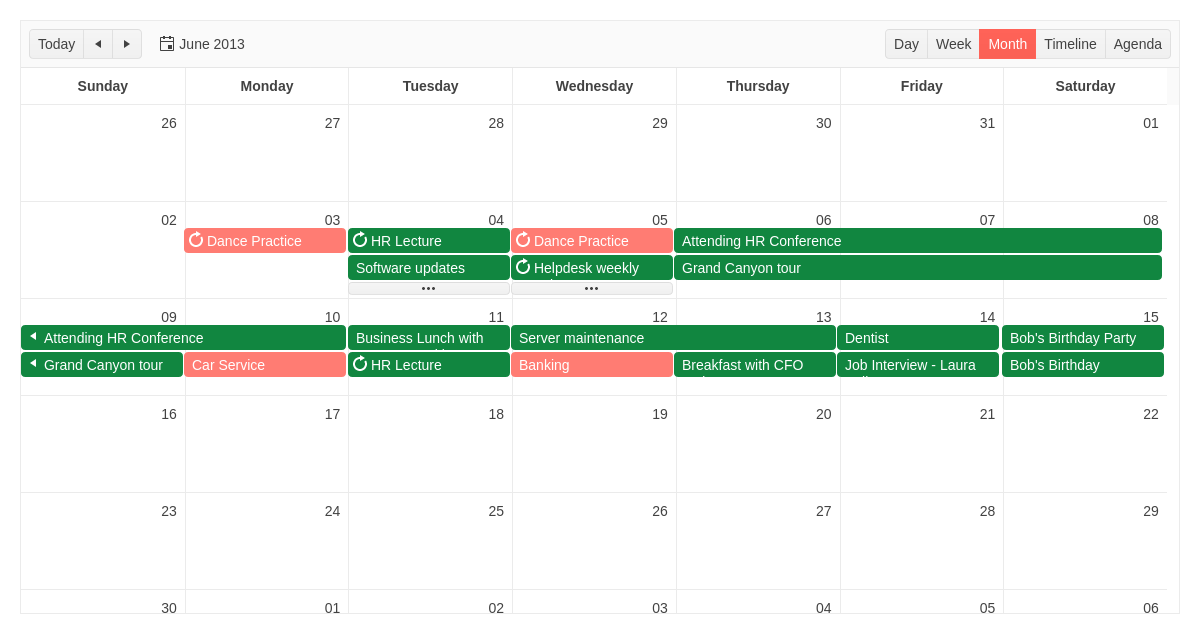 Today June 2013 Day Week Month Timeline Agenda
Sunday Monday Tuesday Wednesday Thursday Friday Saturday
26 27 28 29 30 31 01
02 03 04 05 06 07 08
Dance Practice HR Lecture Dance Practice Attending HR Conference
Software updates Helpdesk weekly Grand Canyon tour
09 10 11 12 13 14 15
Attending HR Conference Business Lunch with Server maintenance Dentist Bob's Birthday Party
Grand Canyon tour Car Service HR Lecture Banking Breakfast with CFO Job Interview - Laura Bob's Birthday
16 17 18 19 20 21 22
23 24 25 26 27 28 29
30 01 02 03 04 05 06